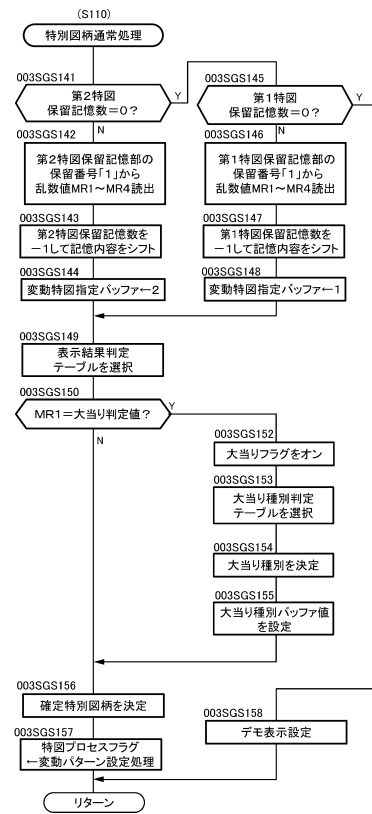 (S110)
特別図柄通常処理
003SGS141
第2特図
保留記憶数=0?
Y
N
003SGS142
第2特図保留記憶部の
保留番号「1」から
乱数値MR1~MR4読出
003SGS143
第2特図保留記憶数を
-1して記憶内容をシフト
003SGS144
変動特図指定バッファ←2
003SGS145
第1特図
保留記憶数=0?
Y
N
003SGS146
第1特図保留記憶部の
保留番号「1」から
乱数値MR1~MR4読出
003SGS147
第1特図保留記憶数を
-1して記憶内容をシフト
003SGS148
変動特図指定バッファ←1
003SGS149
表示結果判定
テーブルを選択
003SGS150
MR1=大当り判定値?
Y
N
003SGS152
大当りフラグをオン
003SGS153
大当り種別判定
テーブルを選択
003SGS154
大当り種別を決定
003SGS155
大当り種別バッファ値
を設定
003SGS156
確定特別図柄を決定
003SGS157
特図プロセスフラグ
←変動パターン設定処理
003SGS158
デモ表示設定
リターン